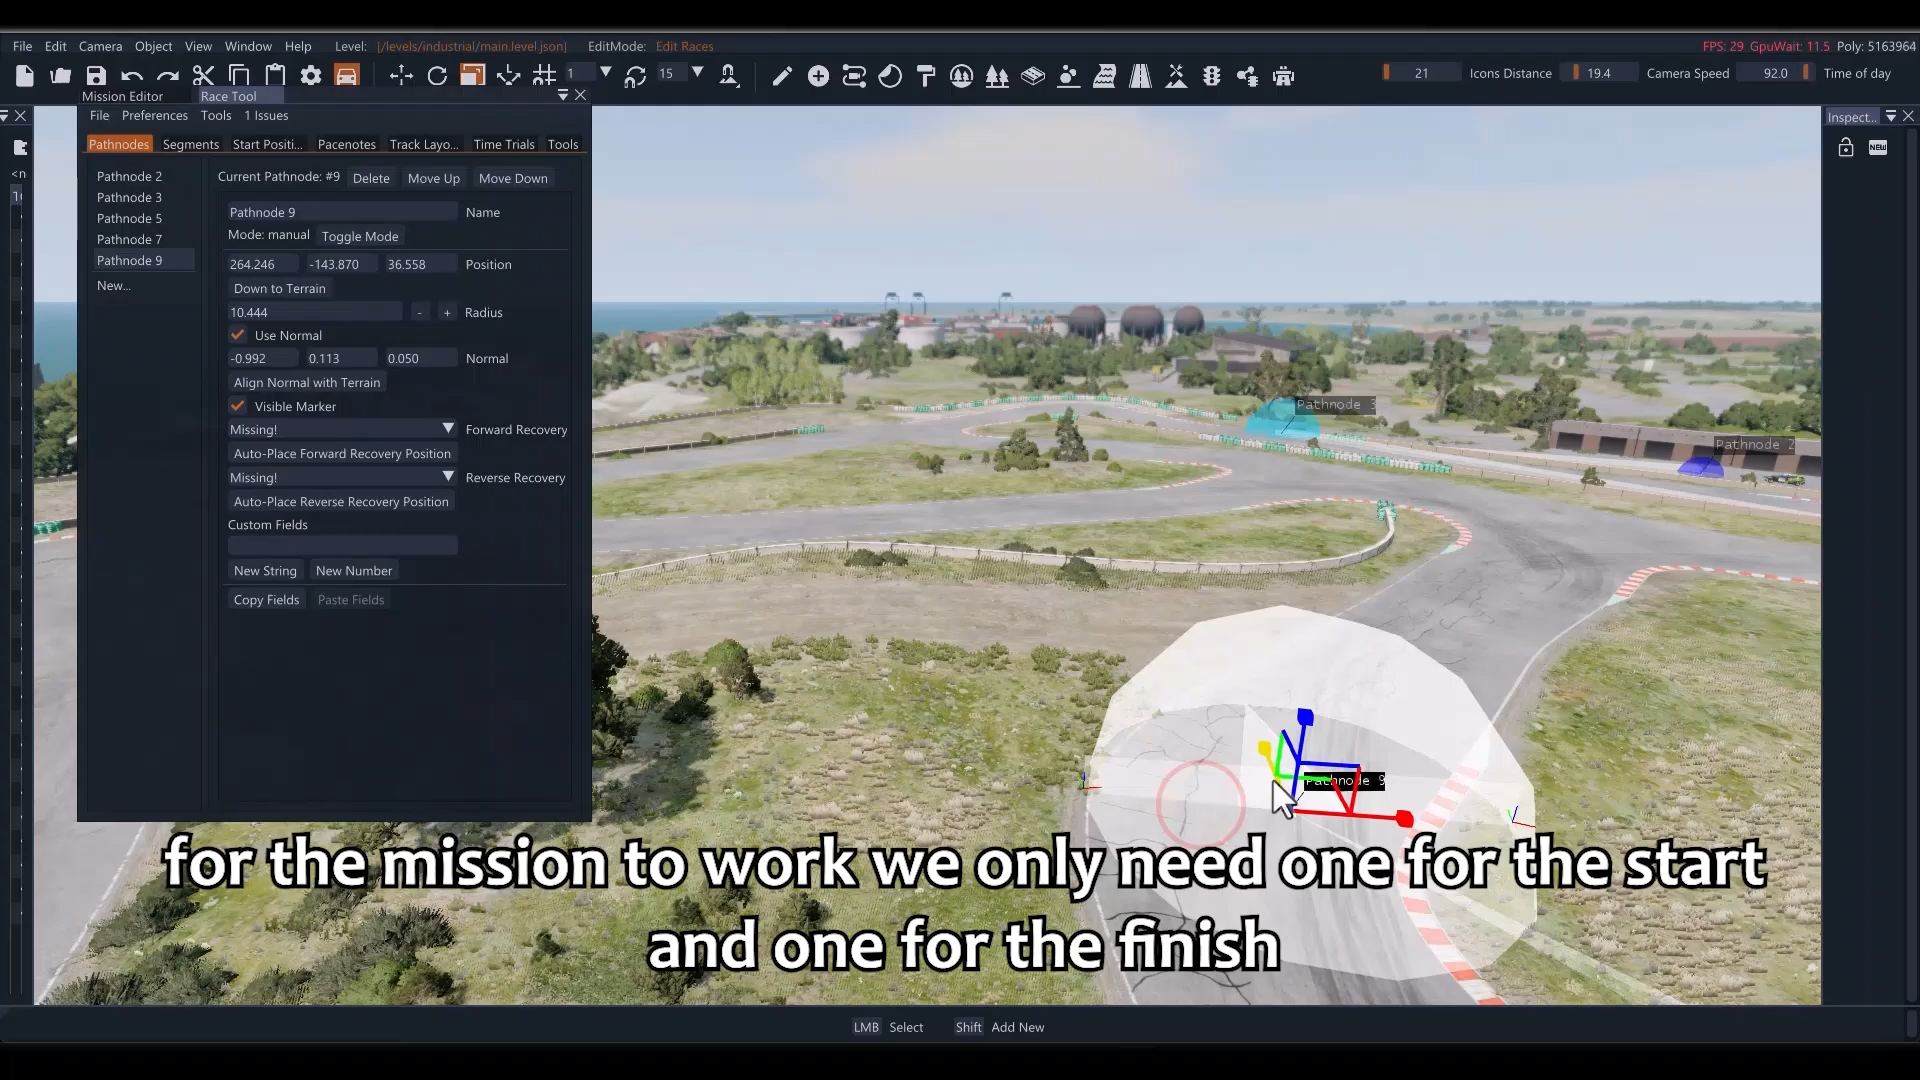 File Edit Camera Object View Window Help Level: [/levels/industrial/main.level.json] EditMode: Edit Races FPS: 29 GpuWait: 11.5 Poly: 5163964
1 15 21 Icons Distance 19.4 Camera Speed 92.0 Time of day
Mission Editor Race Tool
File Preferences Tools 1 Issues
Inspect...
Pathnodes Segments Start Positi... Pacenotes Track Layo... Time Trials Tools
NEW
Pathnode 2
Pathnode 3
Pathnode 5
Pathnode 7
Pathnode 9
New...
Current Pathnode: #9 Delete Move Up Move Down
Pathnode 9 Name
Mode: manual Toggle Mode
264.246 -143.870 36.558 Position
Down to Terrain
10.444 - + Radius
Use Normal
-0.992 0.113 0.050 Normal
Align Normal with Terrain
Visible Marker
Missing! Forward Recovery
Auto-Place Forward Recovery Position
Missing! Reverse Recovery
Auto-Place Reverse Recovery Position
Custom Fields
New String New Number
Copy Fields Paste Fields
Pathnode 3
Pathnode 2
Pathnode 9
for the mission to work we only need one for the start
and one for the finish
LMB Select Shift Add New